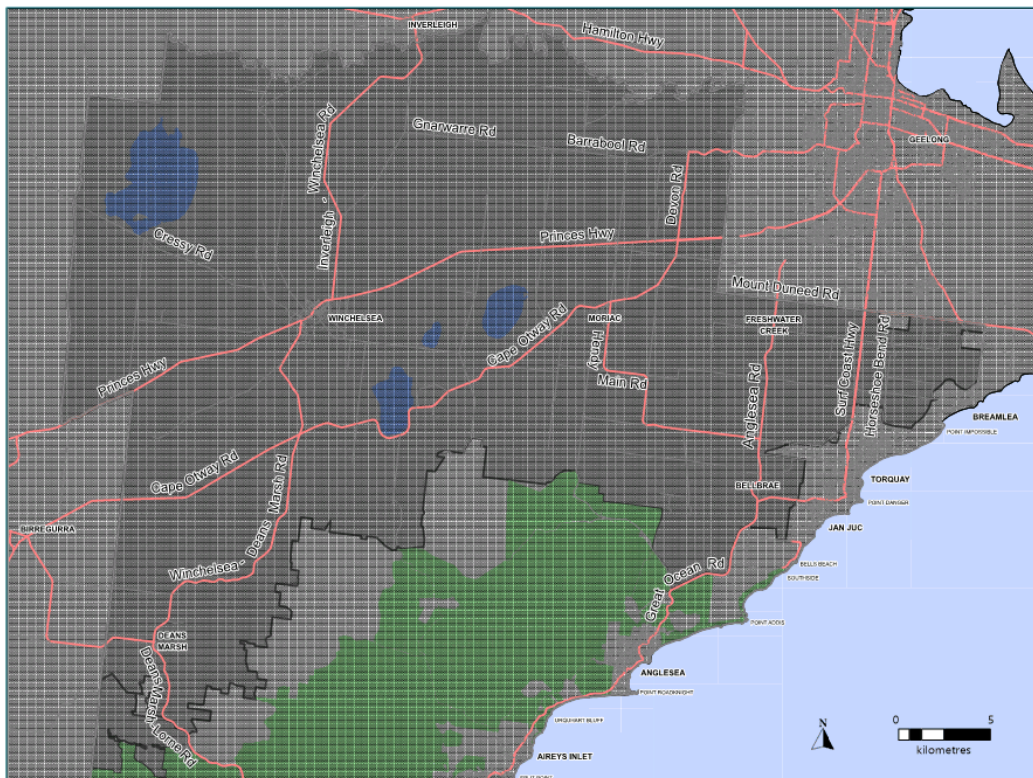 INVERLEIGH
Hamilton Hwy
Inverleigh - Winchelsea Rd
Gnarwarre Rd
Barrabool Rd
GEELONG
Devon Rd
Cressy Rd
Princes Hwy
Mount Duneed Rd
WINCHELSEA
MORIAC
FRESHWATER
CREEK
Cape Otway Rd
Hendy
Main Rd
Princes Hwy
Anglesea Rd
Surf Coast Hwy
Horseshoe Bend Rd
BREAMLEA
POINT IMPOSSIBLE
Cape Otway Rd
Winchelsea - Deans Marsh Rd
BELLBRAE
TORQUAY
POINT DANGER
BIRREGURRA
JAN JUC
BELLS BEACH
SOUTHSIDE
Great Ocean Rd
POINT ADDIS
DEANS
MARSH
Deans Marsh - Lorne Rd
ANGLESEA
POINT ROADKNIGHT
URQUHART BLUFF
AIREYS INLET
N
0 5
kilometres